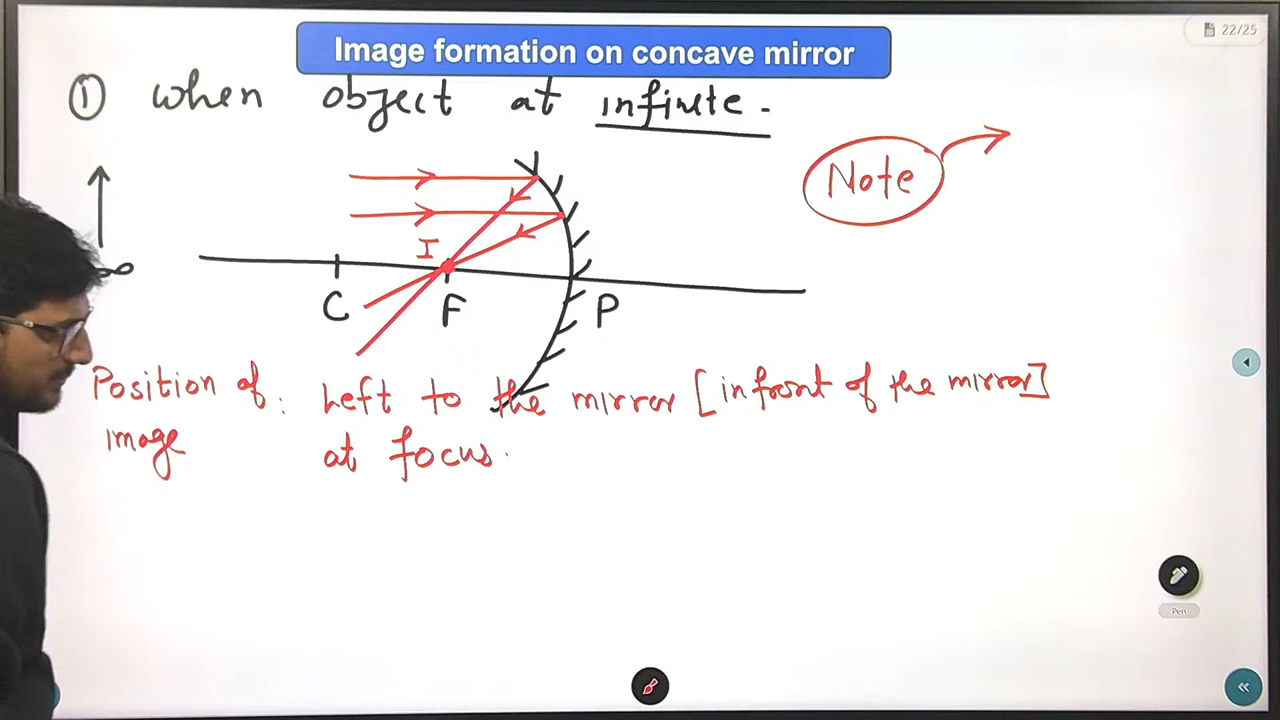 22/25
Image formation on concave mirror
① when object at infinite.
Note
∞
I
C F P
Position of : Left to the mirror [infront of the mirror]
image at focus.
Pen
«